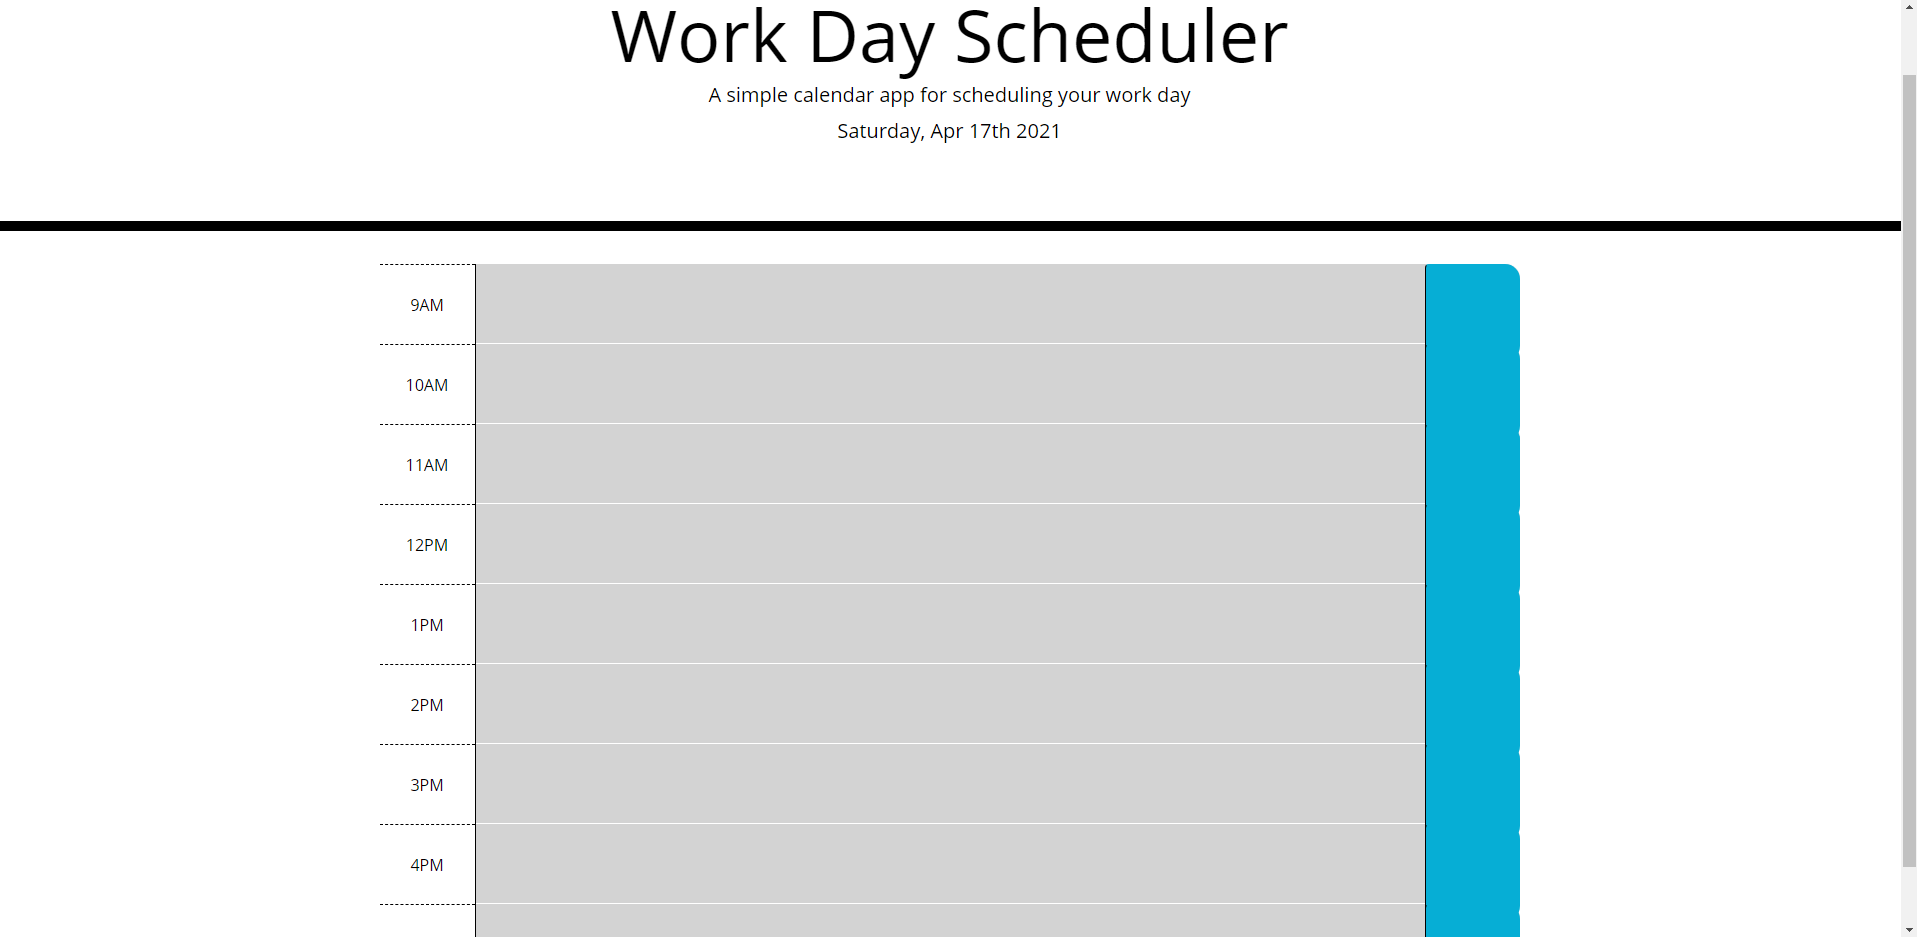 Work Day Scheduler
A simple calendar app for scheduling your work day
Saturday, Apr 17th 2021
9AM
10AM
11AM
12PM
1PM
2PM
3PM
4PM